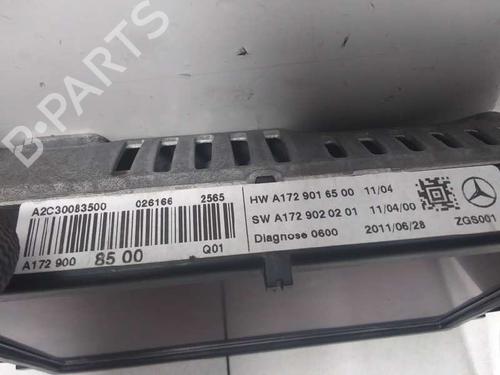 B-PARTS
A2C30083500 026166 2565
A172 900 85 00 Q01
HW A172 901 65 00 11/04
SW A172 902 02 01 11/04/00
Diagnose 0600 2011/06/28 ZGS001